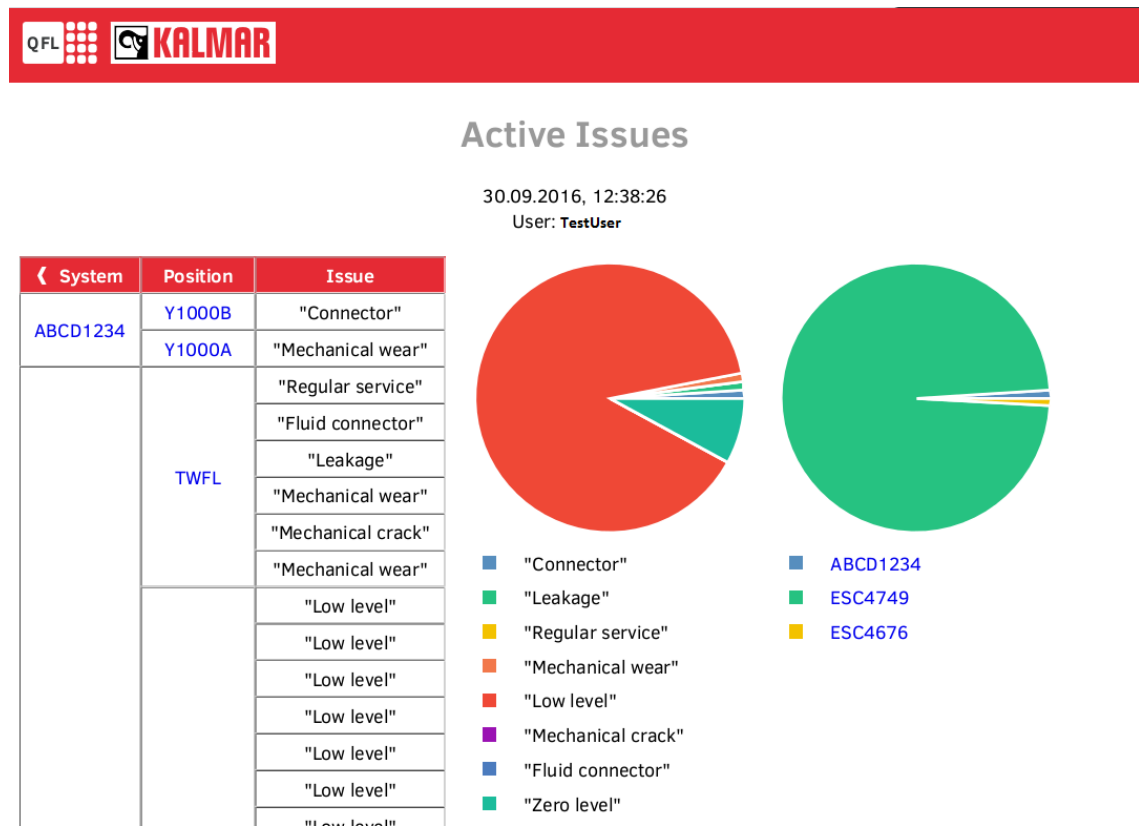 QFL KALMAR
Active Issues
30.09.2016, 12:38:26
User: TestUser
❰ System Position Issue
ABCD1234 Y1000B "Connector"
Y1000A "Mechanical wear"
TWFL "Regular service"
"Fluid connector"
"Leakage"
"Mechanical wear"
"Mechanical crack"
"Mechanical wear"
"Low level"
"Low level"
"Low level"
"Low level"
"Low level"
"Low level"
"Low level"
"Connector"
"Leakage"
"Regular service"
"Mechanical wear"
"Low level"
"Mechanical crack"
"Fluid connector"
"Zero level"
ABCD1234
ESC4749
ESC4676